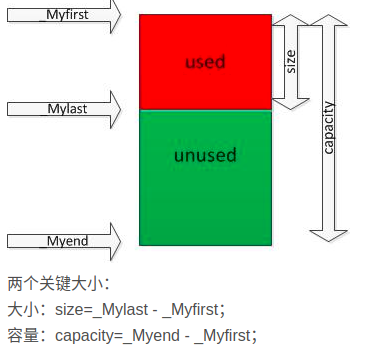 _Myfirst
used
size
_Mylast
capacity
unused
_Myend
两个关键大小：
大小：size=_Mylast - _Myfirst；
容量：capacity=_Myend - _Myfirst；